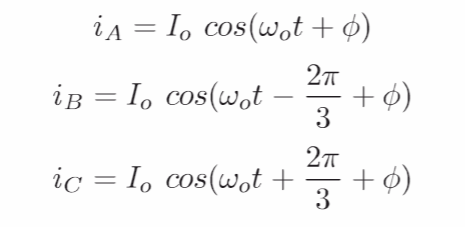 i_A = I_o cos(ω_o t + ϕ)
i_B = I_o cos(ω_o t − 2π/3 + ϕ)
i_C = I_o cos(ω_o t + 2π/3 + ϕ)